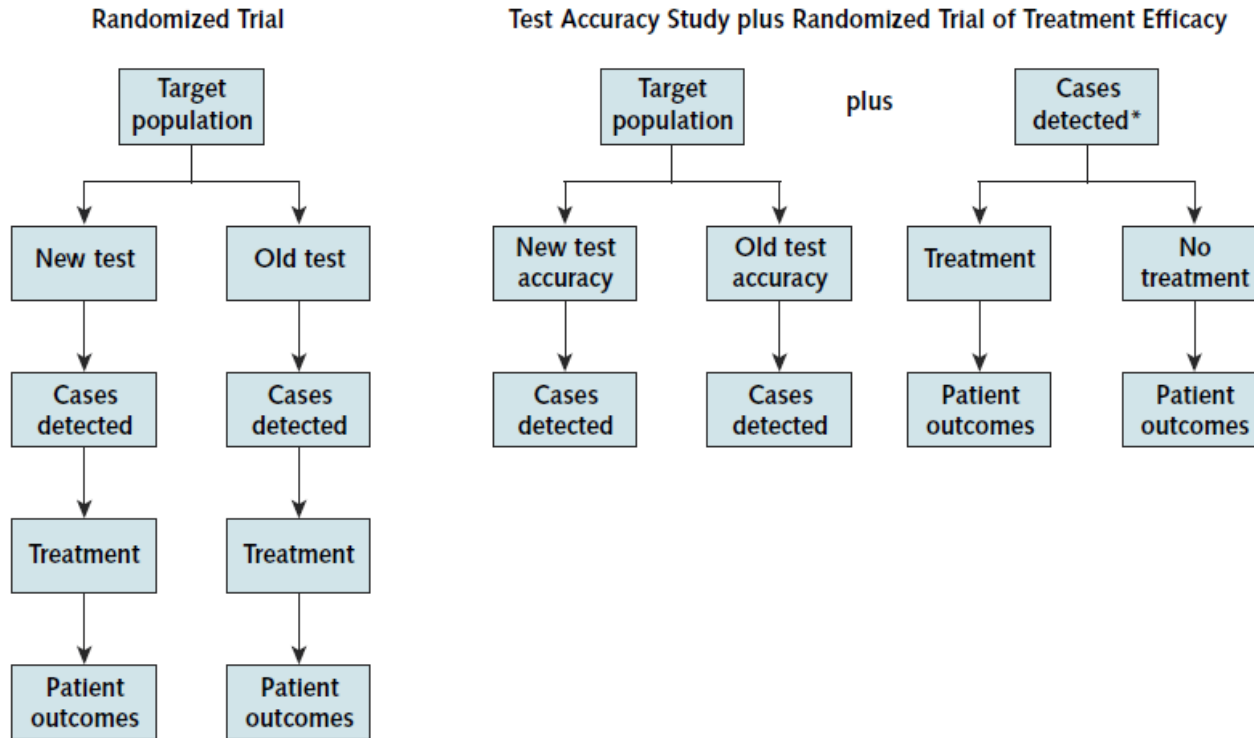 Randomized Trial
Target
population
New test
Old test
Cases
detected
Cases
detected
Treatment
Treatment
Patient
outcomes
Patient
outcomes
Test Accuracy Study plus Randomized Trial of Treatment Efficacy
Target
population
plus
Cases
detected*
New test
accuracy
Old test
accuracy
Treatment
No
treatment
Cases
detected
Cases
detected
Patient
outcomes
Patient
outcomes